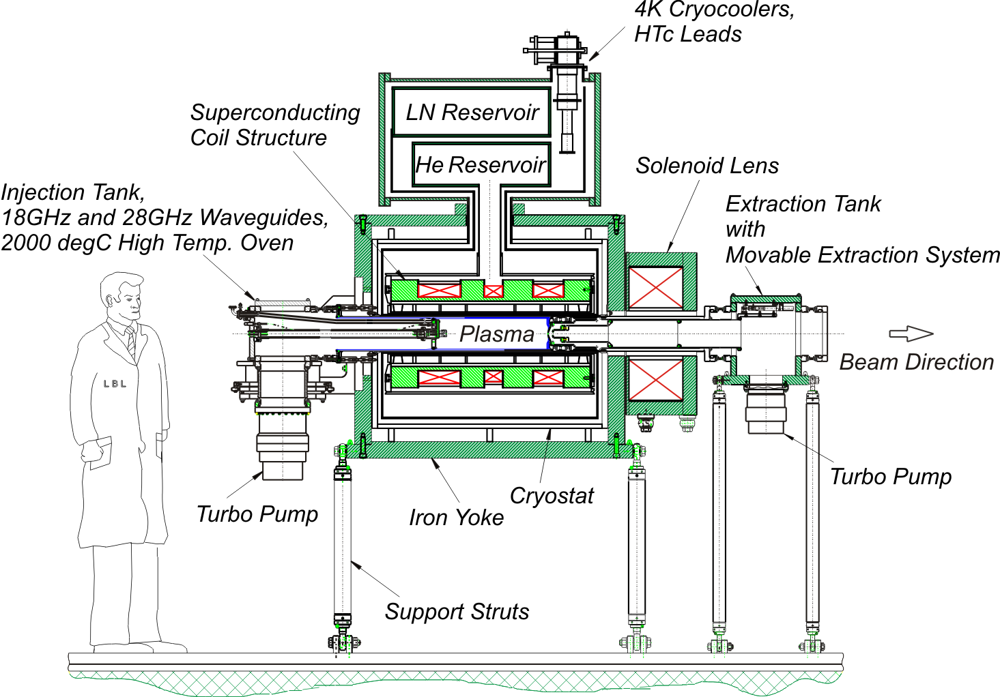 4K Cryocoolers,
HTc Leads
Superconducting
Coil Structure
LN Reservoir
He Reservoir
Solenoid Lens
Injection Tank,
18GHz and 28GHz Waveguides,
2000 degC High Temp. Oven
Extraction Tank
with
Movable Extraction System
Plasma
Beam Direction
LBL
Turbo Pump
Turbo Pump
Cryostat
Iron Yoke
Support Struts